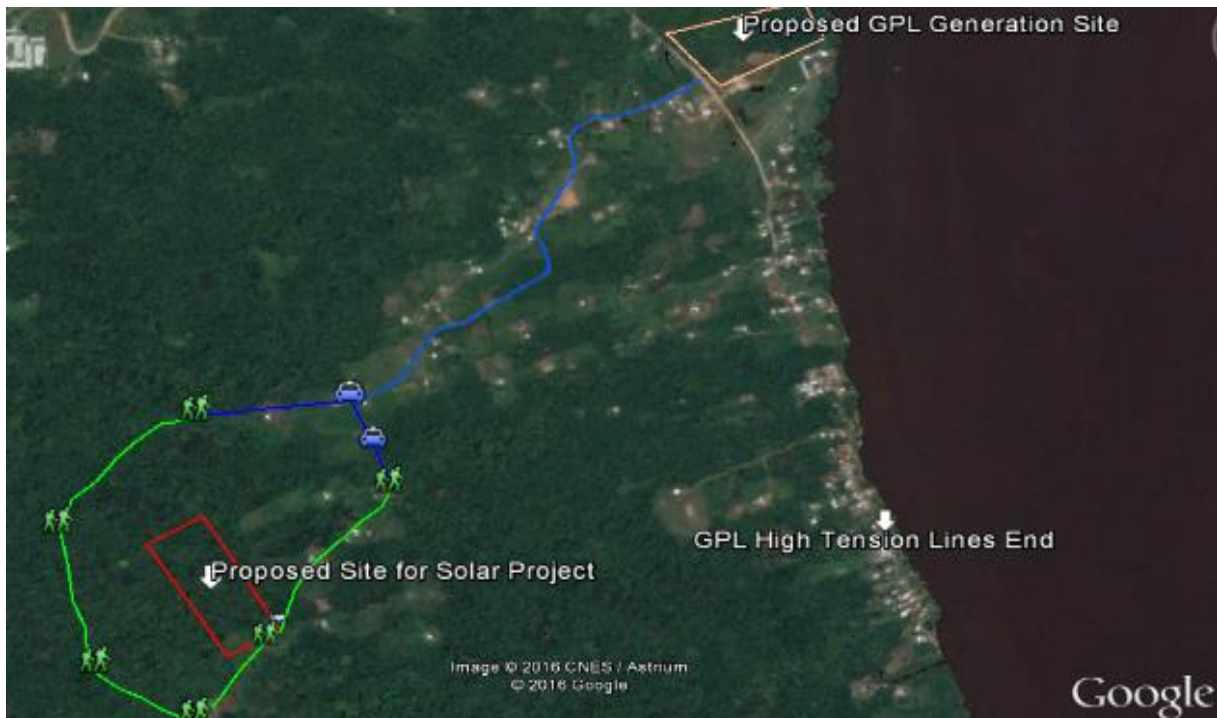 Proposed GPL Generation Site
GPL High Tension Lines End
Proposed Site for Solar Project
Image © 2016 CNES / Astrium
© 2016 Google
Google